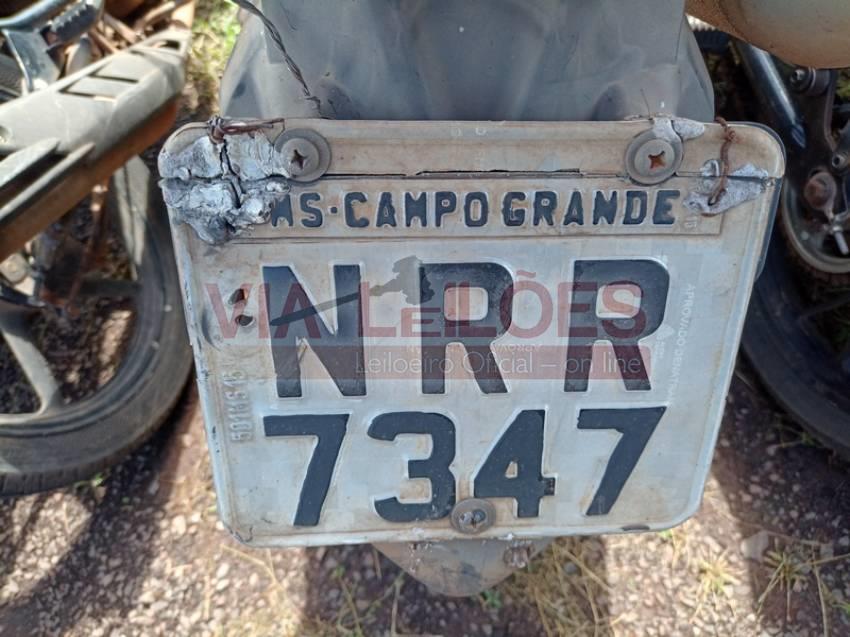 MS·CAMPO GRANDE
NRR
VIA LEILÕES
Leiloeiro Oficial – on line
7347